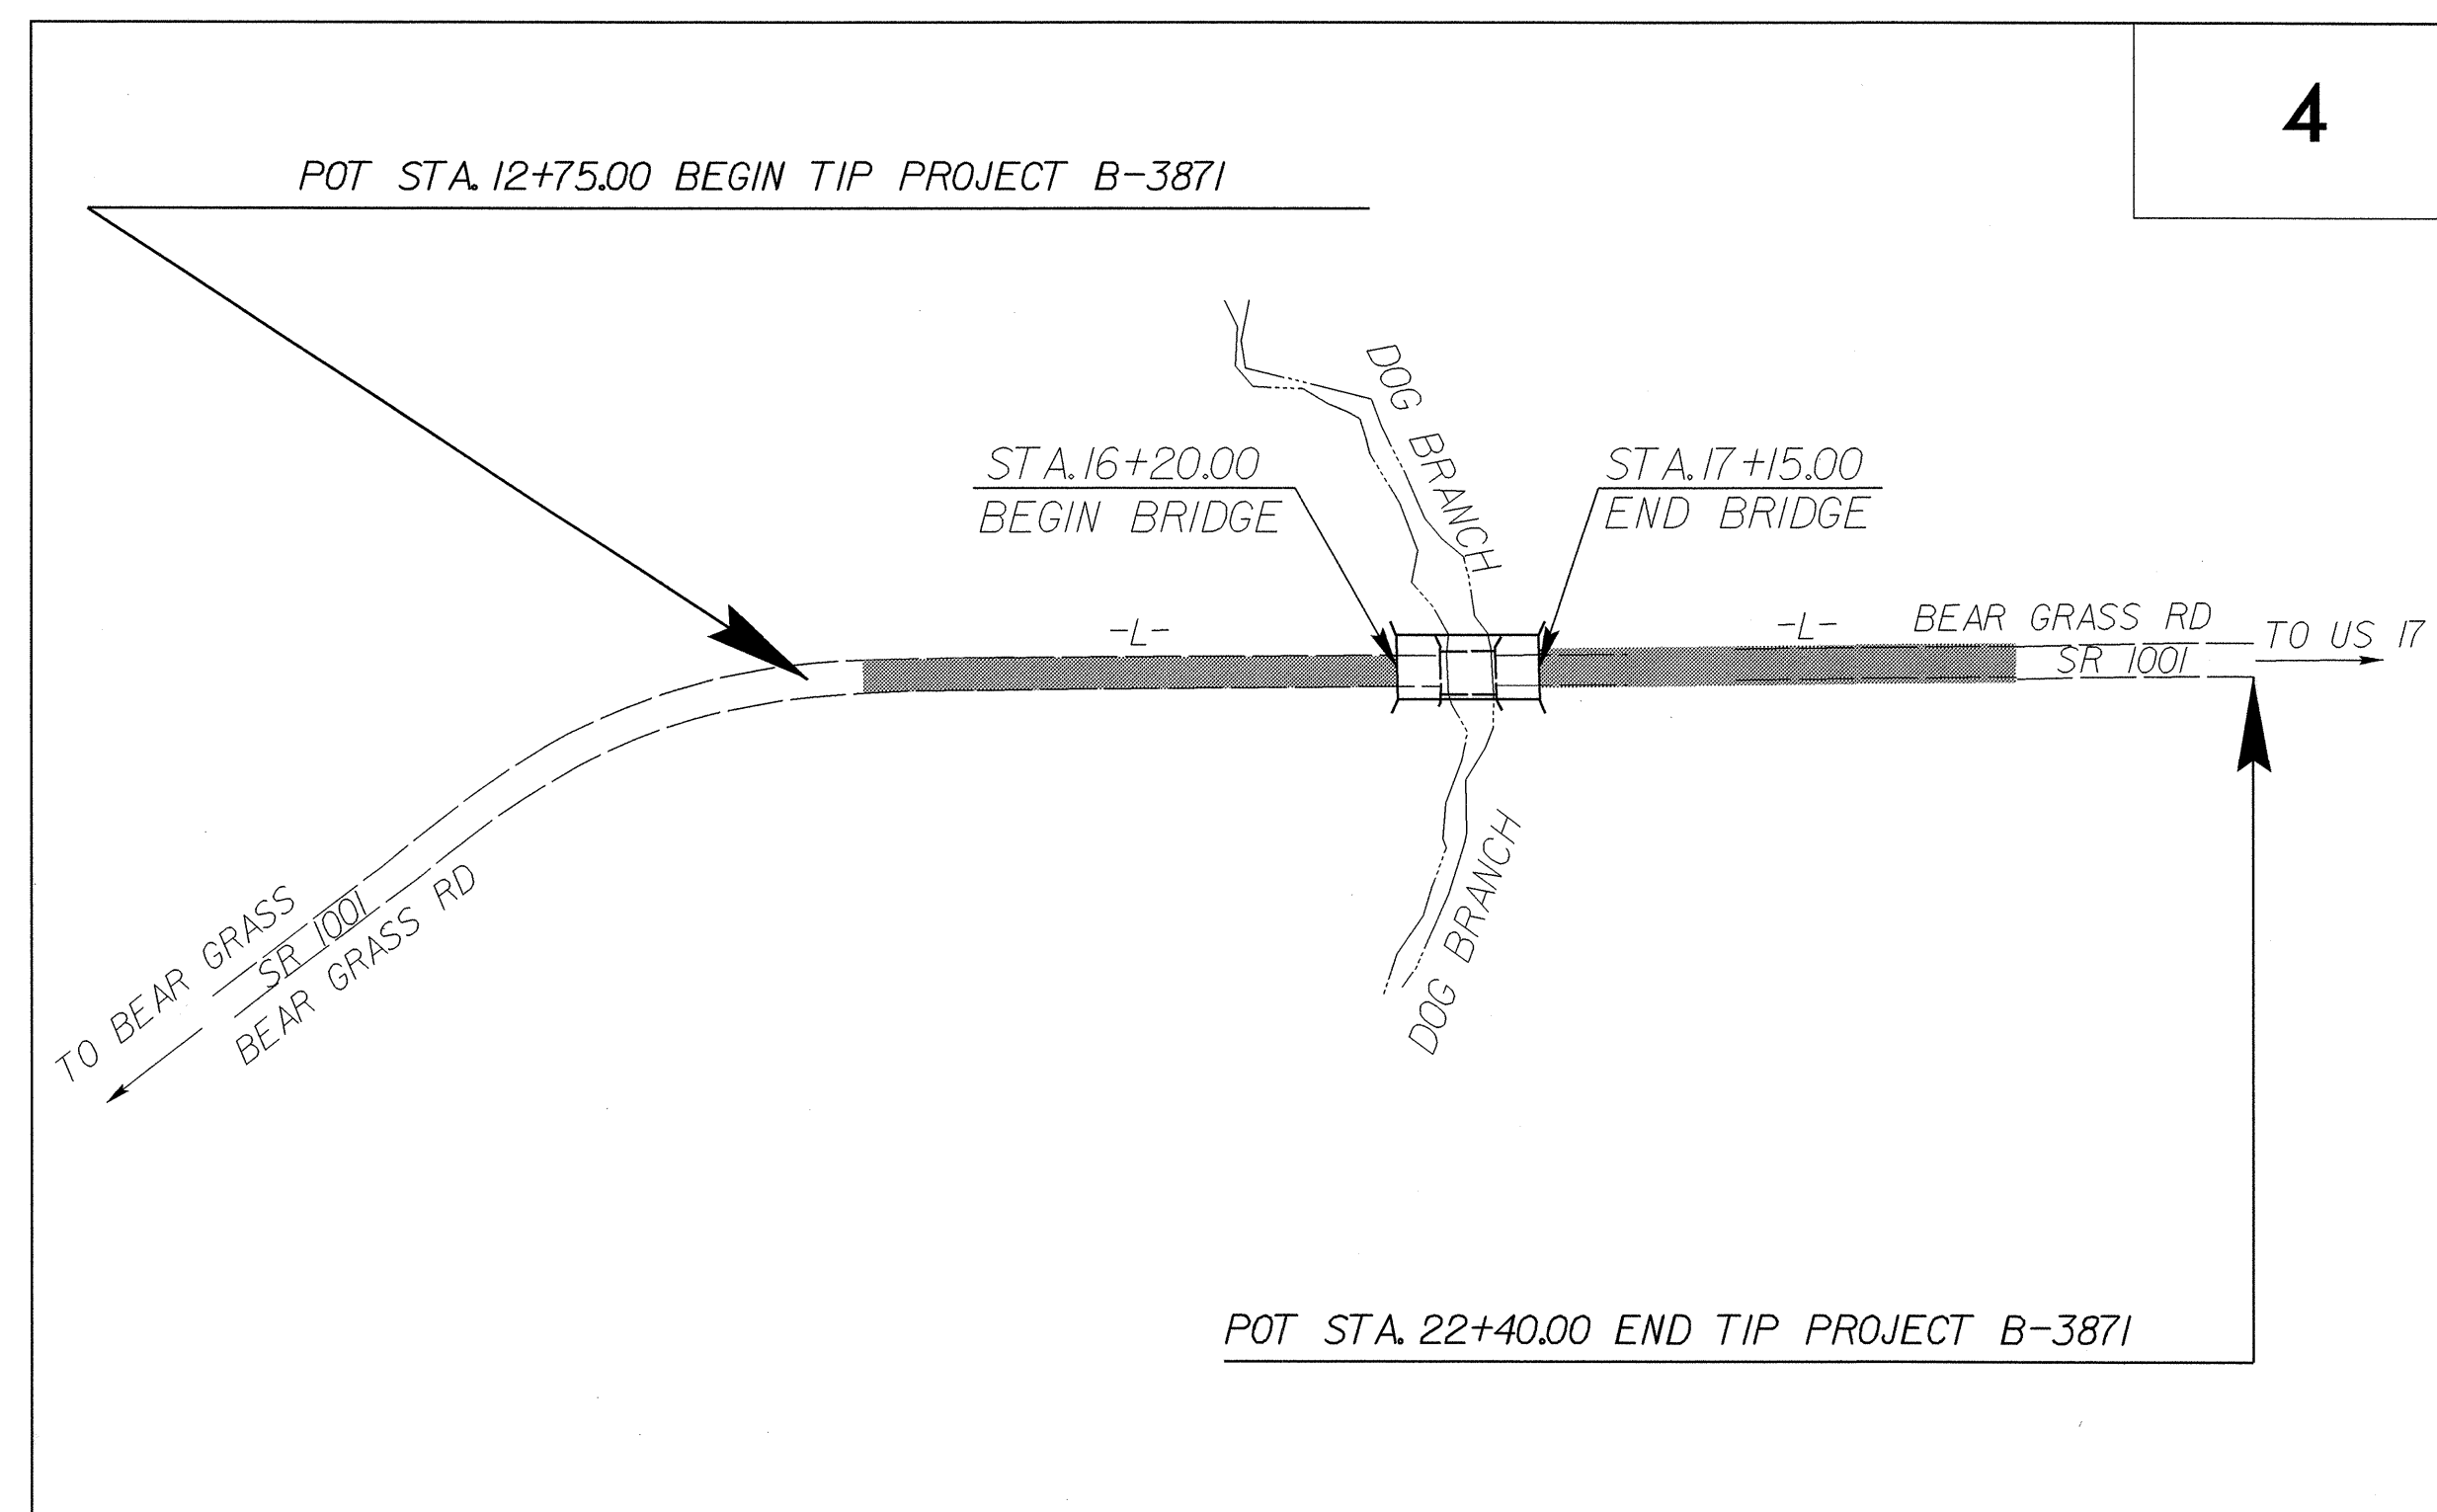 4
POT STA. 12+75.00 BEGIN TIP PROJECT B-3871
DOG BRANCH
STA. 16+20.00
BEGIN BRIDGE
STA. 17+15.00
END BRIDGE
-L-
-L-
BEAR GRASS RD
SR 1001
TO US 17
TO BEAR GRASS
SR 1001
BEAR GRASS RD
DOG BRANCH
POT STA. 22+40.00 END TIP PROJECT B-3871